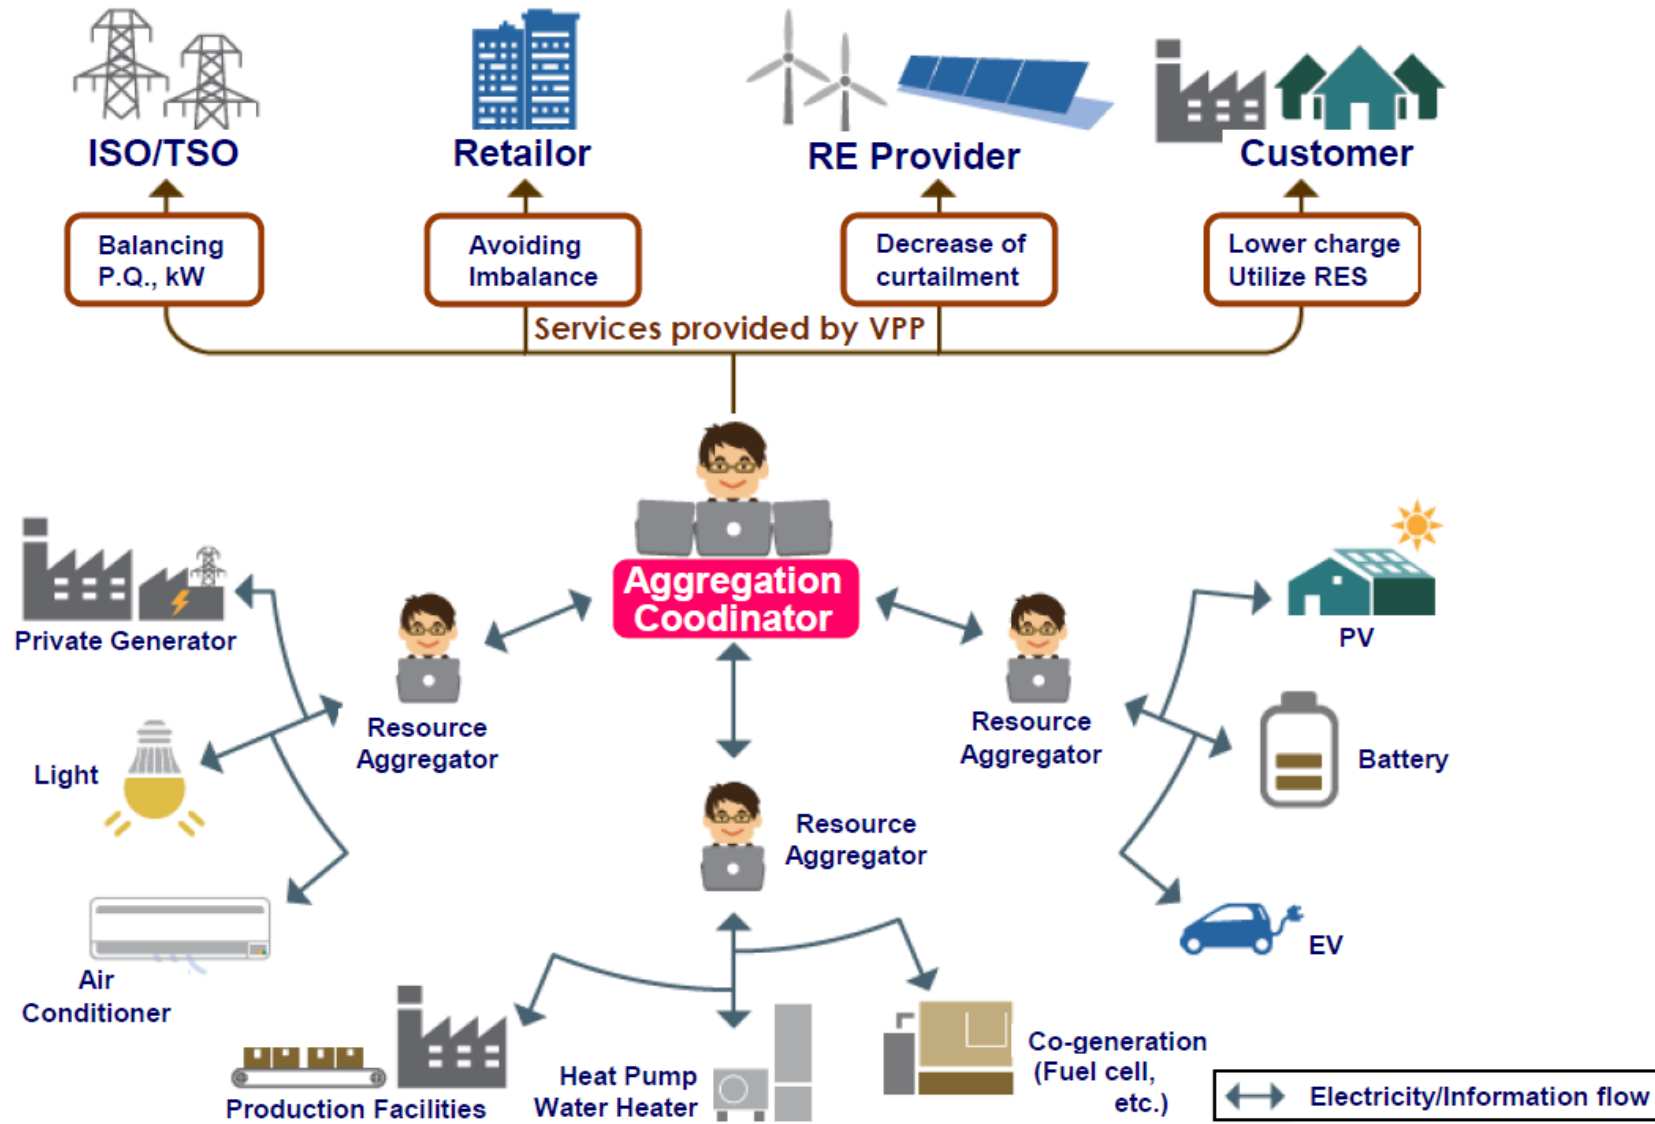 ISO/TSO
Retailor
RE Provider
Customer
Balancing
P.Q., kW
Avoiding
Imbalance
Decrease of
curtailment
Lower charge
Utilize RES
Services provided by VPP
Aggregation
Coodinator
Private Generator
Resource
Aggregator
Resource
Aggregator
PV
Light
Battery
Resource
Aggregator
Air
Conditioner
EV
Production Facilities
Heat Pump
Water Heater
Co-generation
(Fuel cell,
etc.)
Electricity/Information flow